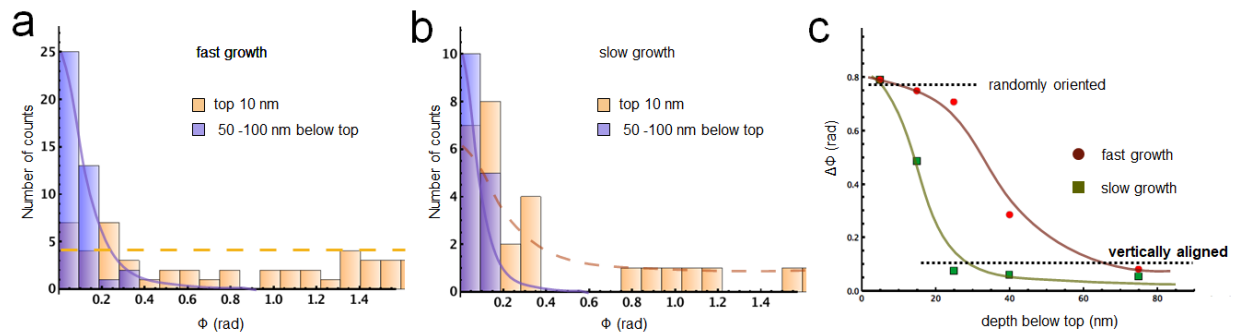 a
fast growth
top 10 nm
50 -100 nm below top
Number of counts
25
20
15
10
5
0
0.2
0.4
0.6
0.8
1.0
1.2
1.4
Φ (rad)
b
slow growth
top 10 nm
50 -100 nm below top
Number of counts
10
8
6
4
2
0
0.2
0.4
0.6
0.8
1.0
1.2
1.4
Φ (rad)
c
randomly oriented
fast growth
slow growth
vertically aligned
ΔΦ (rad)
0.8
0.6
0.4
0.2
0.0
0
20
40
60
80
depth below top (nm)